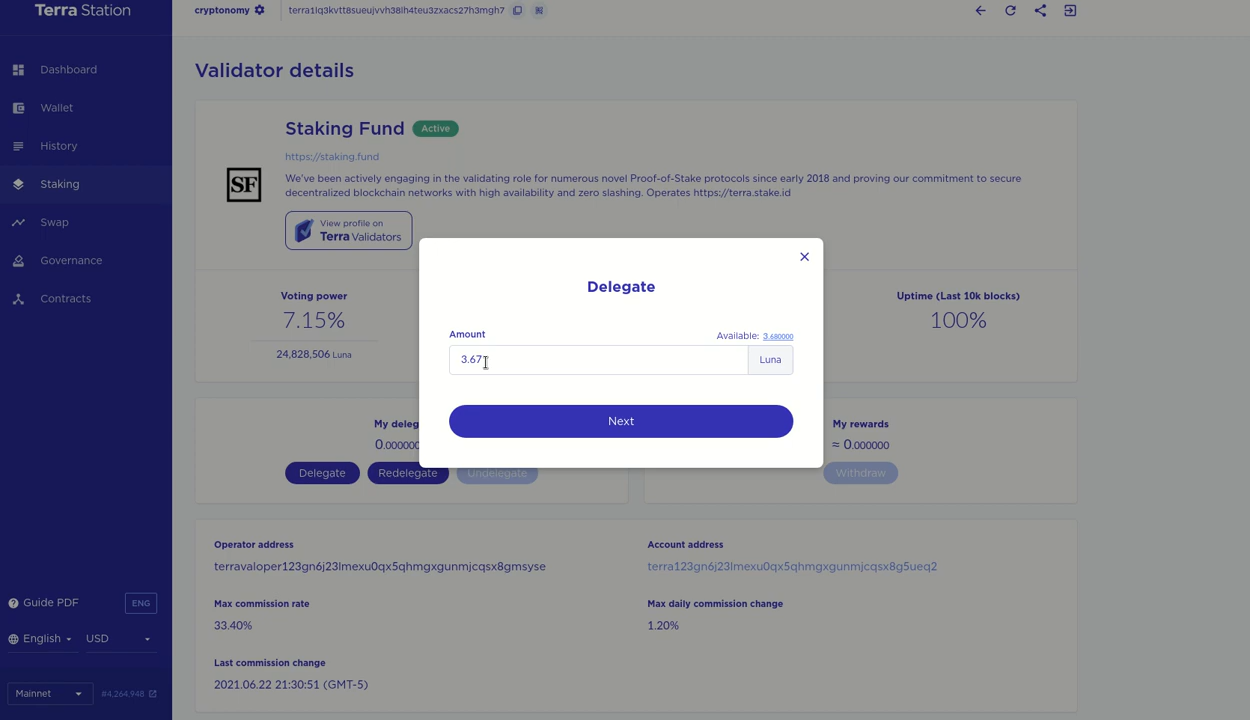 Terra Station
cryptonomy
terra1lq3kvtt8sueujvvh38lh4teu3zxacs27h3mgh7
Dashboard
Wallet
History
Staking
Swap
Governance
Contracts
Guide PDF
ENG
English
USD
Mainnet
#4,264,948
Validator details
Staking Fund
Active
https://staking.fund
We've been actively engaging in the validating role for numerous novel Proof-of-Stake protocols since early 2018 and proving our commitment to secure
decentralized blockchain networks with high availability and zero slashing. Operates https://terra.stake.id
SF
View profile on
Terra Validators
Voting power
7.15%
24,828,506 Luna
Uptime (Last 10k blocks)
100%
Delegate
Amount
Available: 3.680000
3.67
Luna
Next
My deleg
0.000000
Delegate
Redelegate
Undelegate
My rewards
≈ 0.000000
Withdraw
Operator address
terravaloper123gn6j23lmexu0qx5qhmgxgunmjcqsx8gmsyse
Account address
terra123gn6j23lmexu0qx5qhmgxgunmjcqsx8g5ueq2
Max commission rate
33.40%
Max daily commission change
1.20%
Last commission change
2021.06.22 21:30:51 (GMT-5)